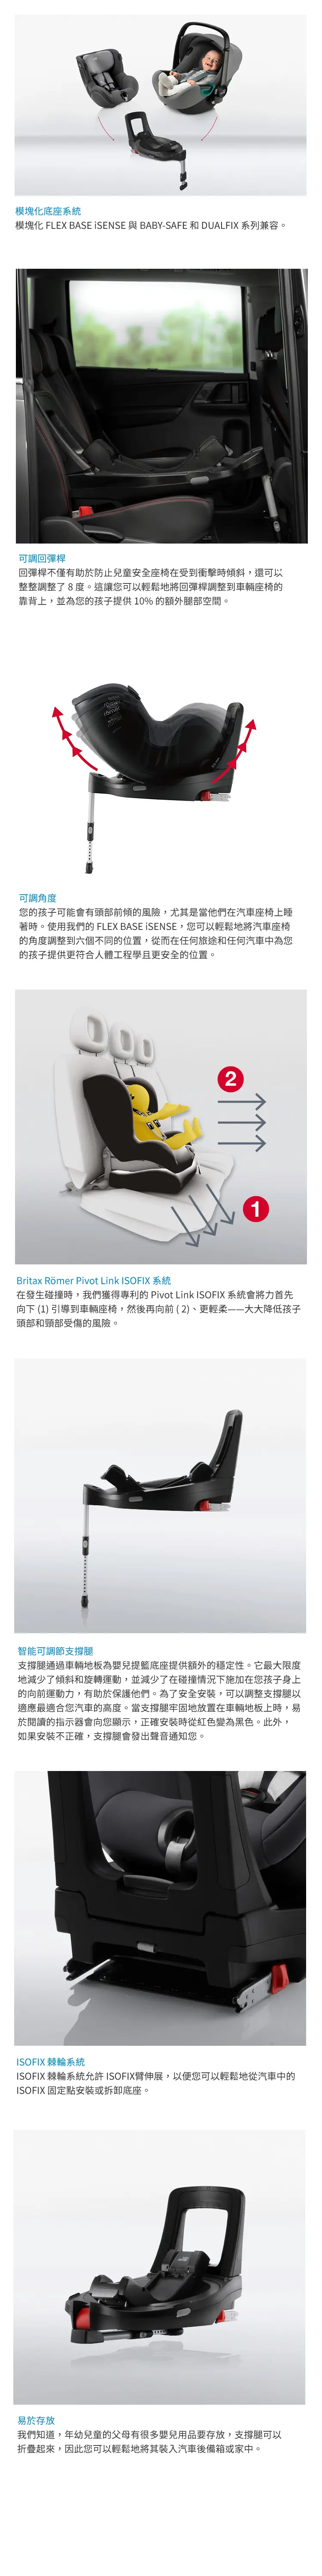 模塊化底座系統
模塊化 FLEX BASE iSENSE 與 BABY-SAFE 和 DUALFIX 系列兼容。
可調回彈桿
回彈桿不僅有助於防止兒童安全座椅在受到衝擊時傾斜，還可以
整整調整了 8 度。這讓您可以輕鬆地將回彈桿調整到車輛座椅的
靠背上，並為您的孩子提供 10% 的額外腿部空間。
可調角度
您的孩子可能會有頭部前傾的風險，尤其是當他們在汽車座椅上睡
著時。使用我們的 FLEX BASE iSENSE，您可以輕鬆地將汽車座椅
的角度調整到六個不同的位置，從而在任何旅途和任何汽車中為您
的孩子提供更符合人體工程學且更安全的位置。
2
1
Britax Römer Pivot Link ISOFIX 系統
在發生碰撞時，我們獲得專利的 Pivot Link ISOFIX 系統會將力首先
向下 (1) 引導到車輛座椅，然後再向前 ( 2)、更輕柔——大大降低孩子
頭部和頸部受傷的風險。
智能可調節支撐腿
支撐腿通過車輛地板為嬰兒提籃底座提供額外的穩定性。它最大限度
地減少了傾斜和旋轉運動，並減少了在碰撞情況下施加在您孩子身上
的向前運動力，有助於保護他們。為了安全安裝，可以調整支撐腿以
適應最適合您汽車的高度。當支撐腿牢固地放置在車輛地板上時，易
於閱讀的指示器會向您顯示，正確安裝時從紅色變為黑色。此外，
如果安裝不正確，支撐腿會發出聲音通知您。
ISOFIX 棘輪系統
ISOFIX 棘輪系統允許 ISOFIX臂伸展，以便您可以輕鬆地從汽車中的
ISOFIX 固定點安裝或拆卸底座。
易於存放
我們知道，年幼兒童的父母有很多嬰兒用品要存放，支撐腿可以
折疊起來，因此您可以輕鬆地將其裝入汽車後備箱或家中。